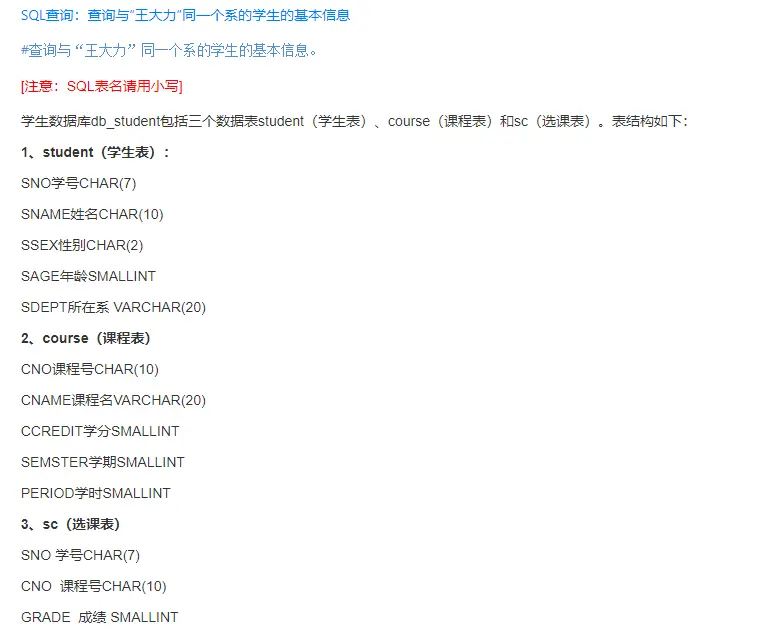 SQL查询：查询与"王大力"同一个系的学生的基本信息
#查询与“王大力”同一个系的学生的基本信息。
[注意：SQL表名请用小写]
学生数据库db_student包括三个数据表student（学生表）、course（课程表）和sc（选课表）。表结构如下：
1、student（学生表）：
SNO学号CHAR(7)
SNAME姓名CHAR(10)
SSEX性别CHAR(2)
SAGE年龄SMALLINT
SDEPT所在系 VARCHAR(20)
2、course（课程表）
CNO课程号CHAR(10)
CNAME课程名VARCHAR(20)
CCREDIT学分SMALLINT
SEMSTER学期SMALLINT
PERIOD学时SMALLINT
3、sc（选课表）
SNO 学号CHAR(7)
CNO  课程号CHAR(10)
GRADE  成绩 SMALLINT